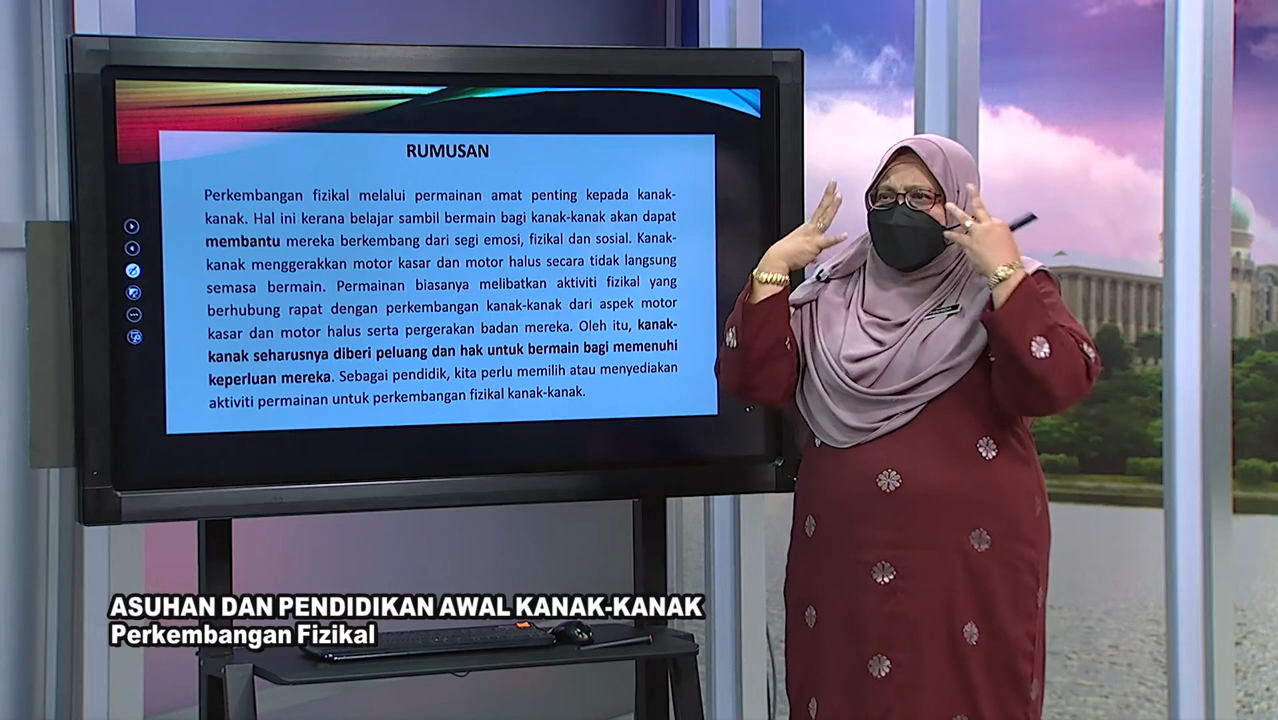 RUMUSAN
Perkembangan fizikal melalui permainan amat penting kepada kanak-
kanak. Hal ini kerana belajar sambil bermain bagi kanak-kanak akan dapat
membantu mereka berkembang dari segi emosi, fizikal dan sosial. Kanak-
kanak menggerakkan motor kasar dan motor halus secara tidak langsung
semasa bermain. Permainan biasanya melibatkan aktiviti fizikal yang
berhubung rapat dengan perkembangan kanak-kanak dari aspek motor
kasar dan motor halus serta pergerakan badan mereka. Oleh itu, kanak-
kanak seharusnya diberi peluang dan hak untuk bermain bagi memenuhi
keperluan mereka. Sebagai pendidik, kita perlu memilih atau menyediakan
aktiviti permainan untuk perkembangan fizikal kanak-kanak.
ASUHAN DAN PENDIDIKAN AWAL KANAK-KANAK
Perkembangan Fizikal